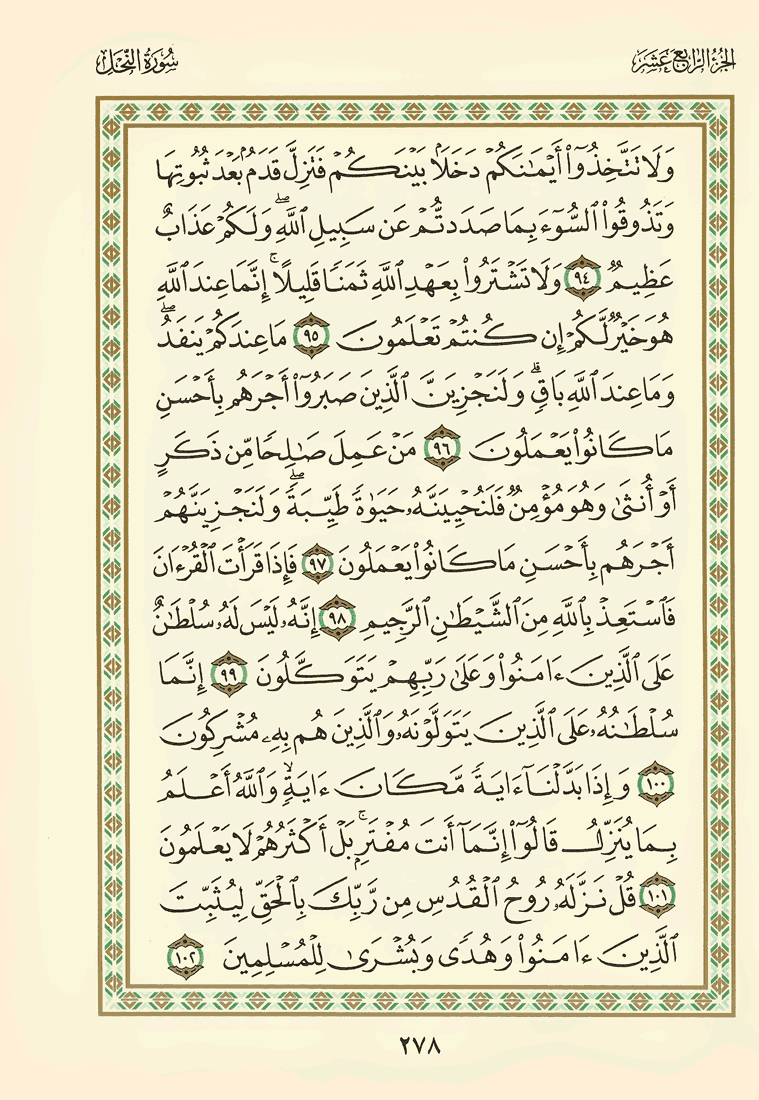 الجزء الرابع عشر
سورة النحل
وَلَا تَتَّخِذُوٓا۟ أَيْمَـٰنَكُمْ دَخَلًۢا بَيْنَكُمْ فَتَزِلَّ قَدَمٌۢ بَعْدَ ثُبُوتِهَا
وَتَذُوقُوا۟ ٱلسُّوٓءَ بِمَا صَدَدتُّمْ عَن سَبِيلِ ٱللَّهِ ۖ وَلَكُمْ عَذَابٌ
عَظِيمٌ ٩٤ وَلَا تَشْتَرُوا۟ بِعَهْدِ ٱللَّهِ ثَمَنًا قَلِيلًا ۚ إِنَّمَا عِندَ ٱللَّهِ
هُوَ خَيْرٌ لَّكُمْ إِن كُنتُمْ تَعْلَمُونَ ٩٥ مَا عِندَكُمْ يَنفَدُ ۖ
وَمَا عِندَ ٱللَّهِ بَاقٍ ۗ وَلَنَجْزِيَنَّ ٱلَّذِينَ صَبَرُوٓا۟ أَجْرَهُم بِأَحْسَنِ
مَا كَانُوا۟ يَعْمَلُونَ ٩٦ مَنْ عَمِلَ صَـٰلِحًا مِّن ذَكَرٍ
أَوْ أُنثَىٰ وَهُوَ مُؤْمِنٌ فَلَنُحْيِيَنَّهُۥ حَيَوٰةً طَيِّبَةً ۖ وَلَنَجْزِيَنَّهُمْ
أَجْرَهُم بِأَحْسَنِ مَا كَانُوا۟ يَعْمَلُونَ ٩٧ فَإِذَا قَرَأْتَ ٱلْقُرْءَانَ
فَٱسْتَعِذْ بِٱللَّهِ مِنَ ٱلشَّيْطَـٰنِ ٱلرَّجِيمِ ٩٨ إِنَّهُۥ لَيْسَ لَهُۥ سُلْطَـٰنٌ
عَلَى ٱلَّذِينَ ءَامَنُوا۟ وَعَلَىٰ رَبِّهِمْ يَتَوَكَّلُونَ ٩٩ إِنَّمَا
سُلْطَـٰنُهُۥ عَلَى ٱلَّذِينَ يَتَوَلَّوْنَهُۥ وَٱلَّذِينَ هُم بِهِۦ مُشْرِكُونَ
١٠٠ وَإِذَا بَدَّلْنَآ ءَايَةً مَّكَانَ ءَايَةٍ ۙ وَٱللَّهُ أَعْلَمُ
بِمَا يُنَزِّلُ قَالُوٓا۟ إِنَّمَآ أَنتَ مُفْتَرٍۭ ۚ بَلْ أَكْثَرُهُمْ لَا يَعْلَمُونَ
١٠١ قُلْ نَزَّلَهُۥ رُوحُ ٱلْقُدُسِ مِن رَّبِّكَ بِٱلْحَقِّ لِيُثَبِّتَ
ٱلَّذِينَ ءَامَنُوا۟ وَهُدًى وَبُشْرَىٰ لِلْمُسْلِمِينَ ١٠٢
٢٧٨